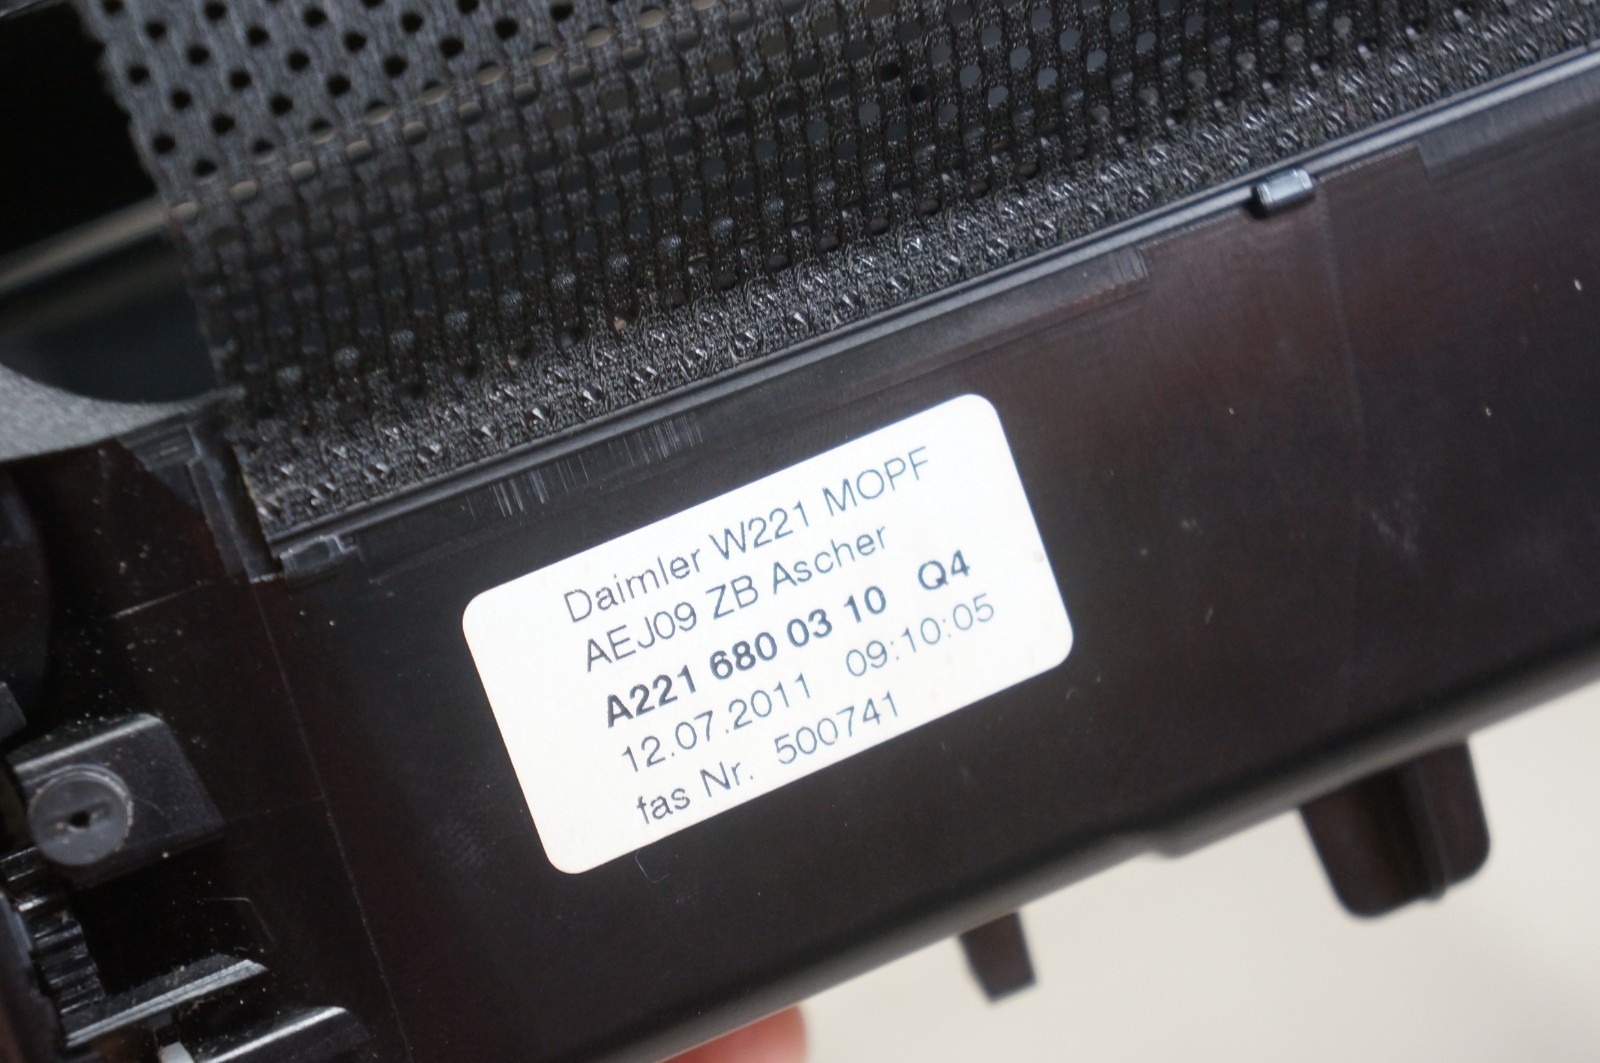 Daimler W221 MOPF
AEJ09 ZB Ascher
A221 680 03 10 Q4
12.07.2011 09:10:05
fas Nr. 500741